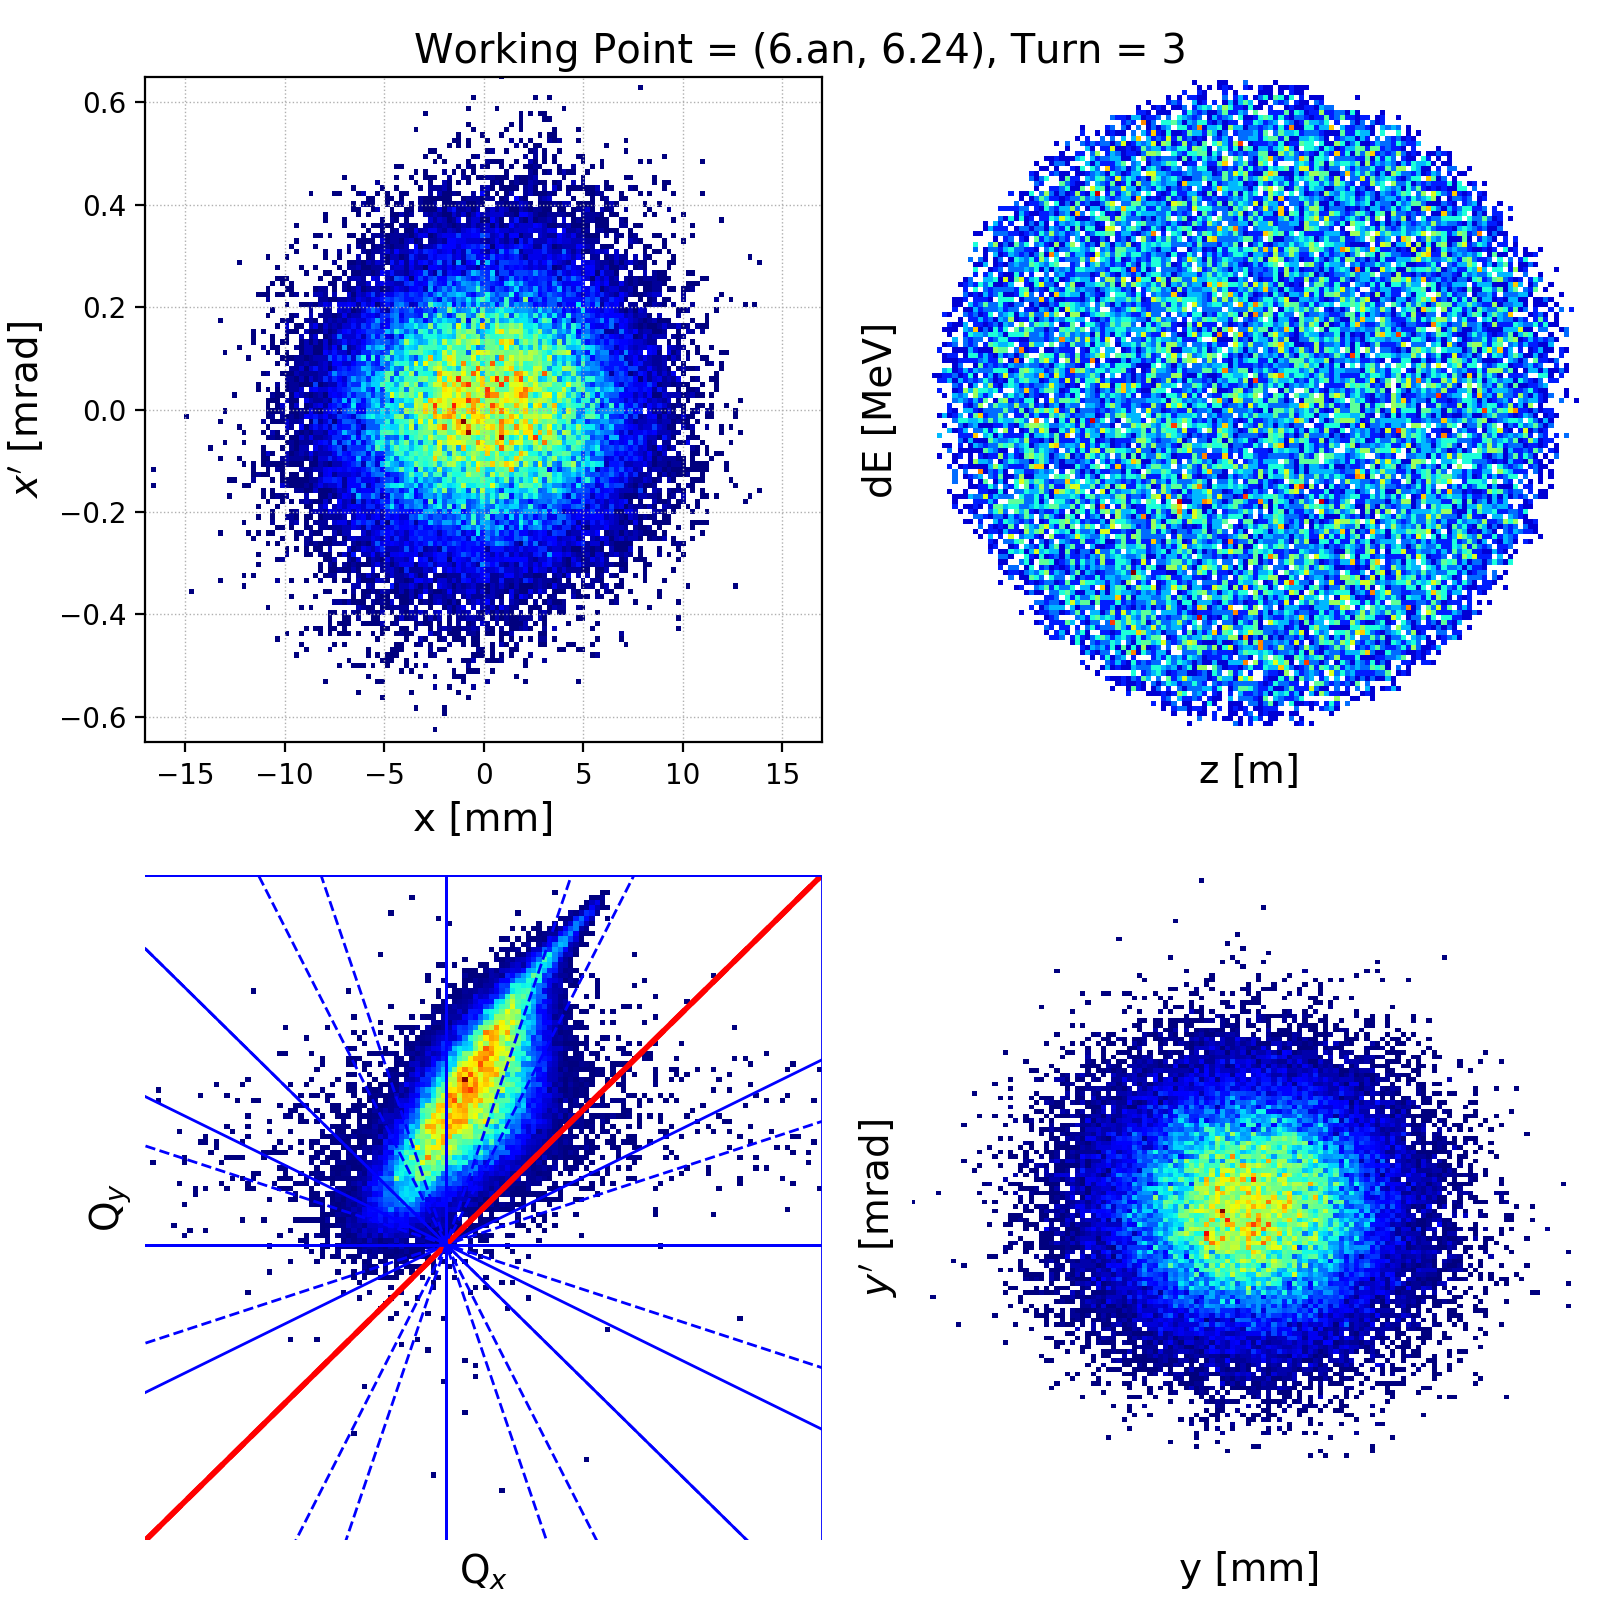 Working Point = (6.an, 6.24), Turn = 3
0.6
0.4
0.2
0.0
−0.2
−0.4
−0.6
x′ [mrad]
−15 −10 −5 0 5 10 15
x [mm]
dE [MeV]
z [m]
Qy
Qx
y′ [mrad]
y [mm]